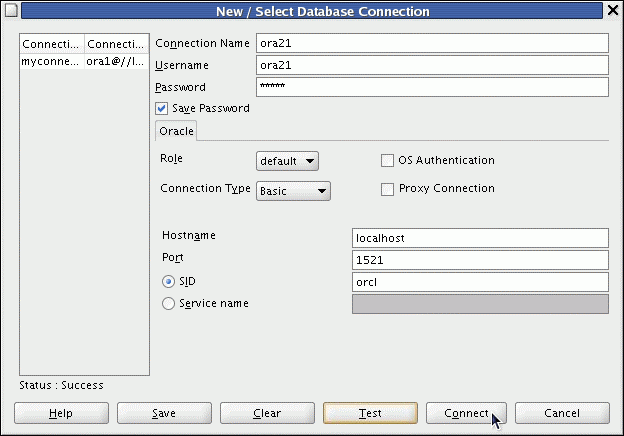 New / Select Database Connection
Connecti... Connecti...
myconne... ora1@//l...
Connection Name ora21
Username ora21
Password *****
Save Password
Oracle
Role default OS Authentication
Connection Type Basic Proxy Connection
Hostname localhost
Port 1521
SID orcl
Service name
Status : Success
Help Save Clear Test Connect Cancel